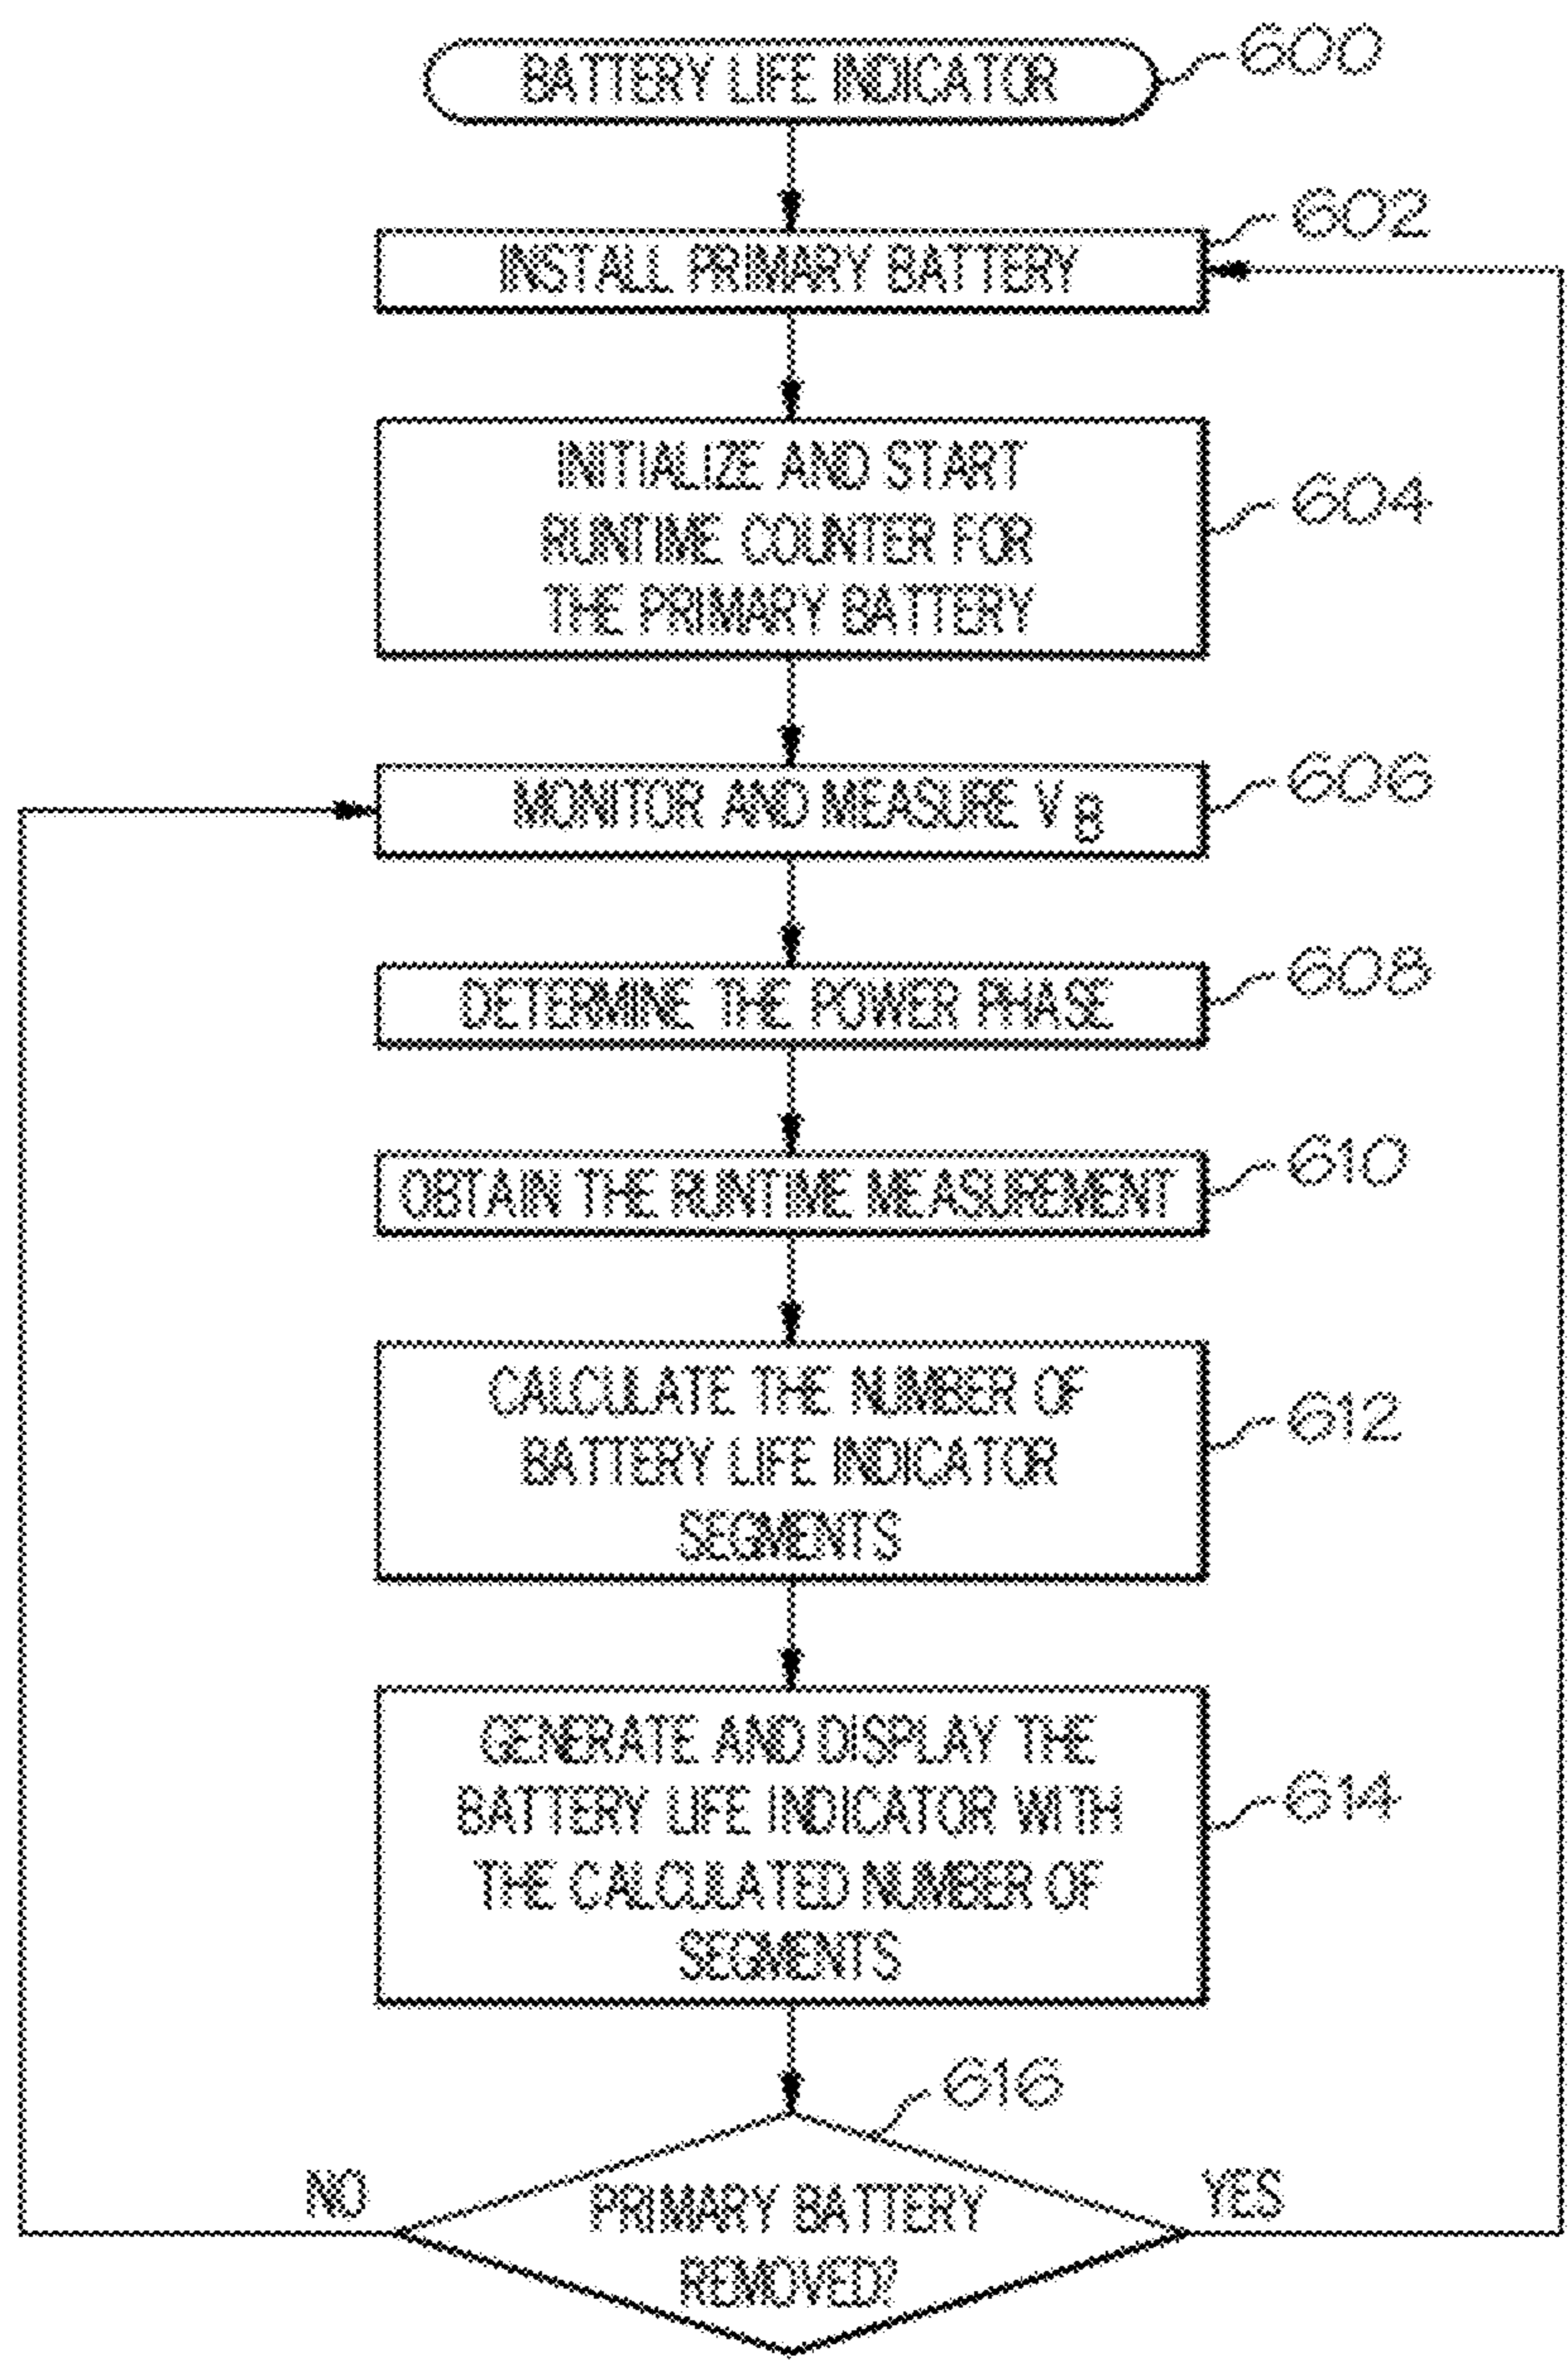 BATTERY LIFE INDICATOR
600
INSTALL PRIMARY BATTERY
602
INITIALIZE AND START
RUNTIME COUNTER FOR
THE PRIMARY BATTERY
604
MONITOR AND MEASURE VB
606
DETERMINE THE POWER PHASE
608
OBTAIN THE RUNTIME MEASUREMENT
610
CALCULATE THE NUMBER OF
BATTERY LIFE INDICATOR
SEGMENTS
612
GENERATE AND DISPLAY THE
BATTERY LIFE INDICATOR WITH
THE CALCULATED NUMBER OF
SEGMENTS
614
616
NO
PRIMARY BATTERY
REMOVED?
YES